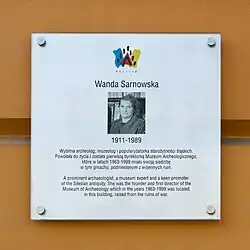 WROCŁAW
Wanda Sarnowska
1911-1989
Wybitna archeolog, muzeolog i popularyzatorka starożytności śląskich.
Powołała do życia i została pierwszą dyrektorką Muzeum Archeologicznego,
które w latach 1963-1999 miało swoją siedzibę
w tym gmachu, podniesionym z wojennych ruin.
A prominent archaeologist, a museum expert and a keen promoter
of the Silesian antiquity. She was the founder and first director of the
Museum of Archaeology which in the years 1963-1999 was located
in this building, raised from the ruins of war.